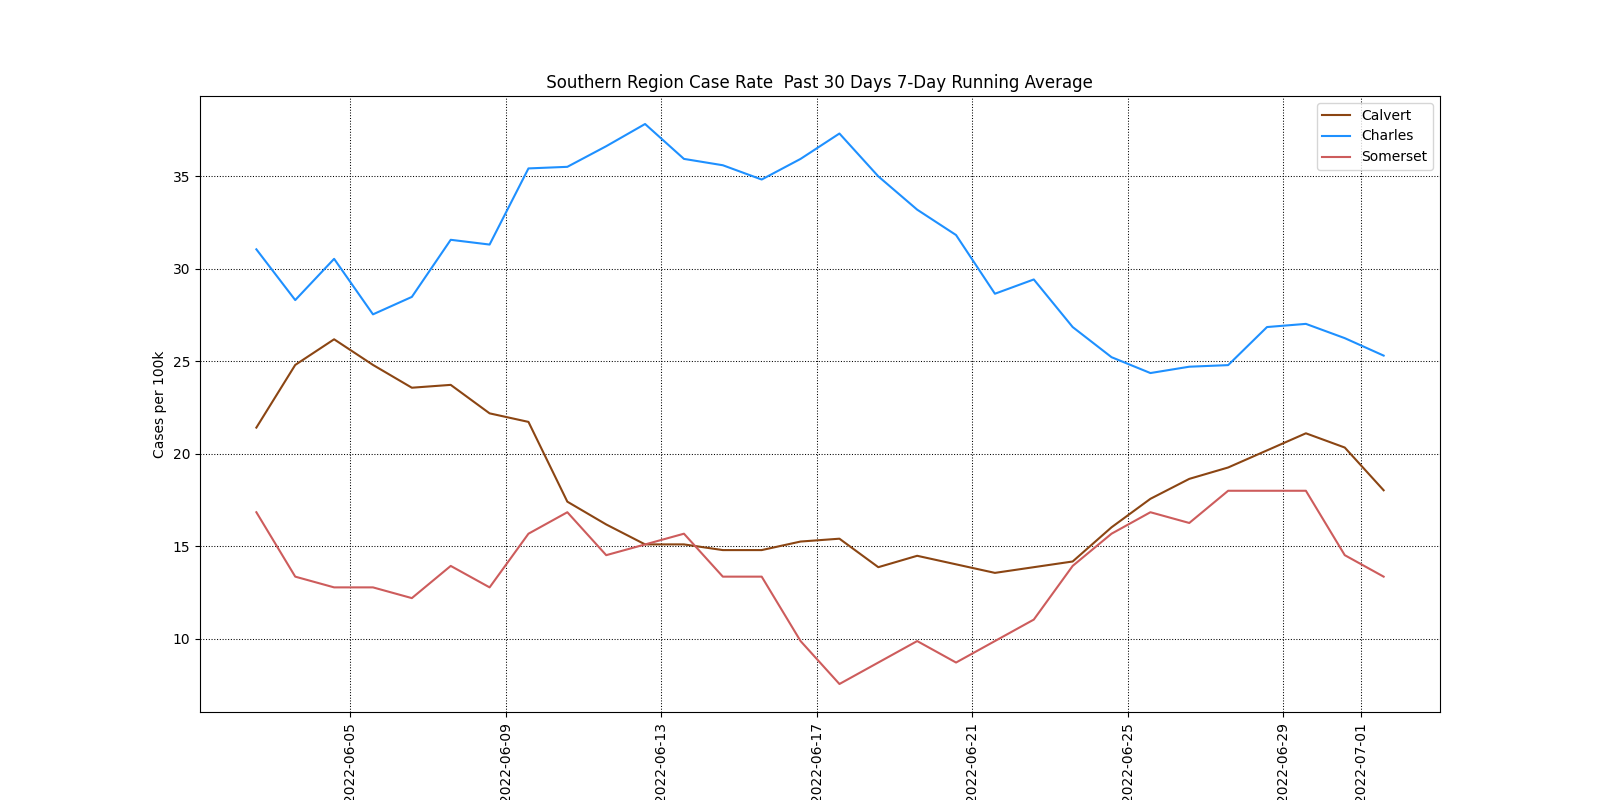 Southern Region Case Rate  Past 30 Days 7-Day Running Average
Calvert
Charles
Somerset
Cases per 100k
35
30
25
20
15
10
2022-06-05
2022-06-09
2022-06-13
2022-06-17
2022-06-21
2022-06-25
2022-06-29
2022-07-01